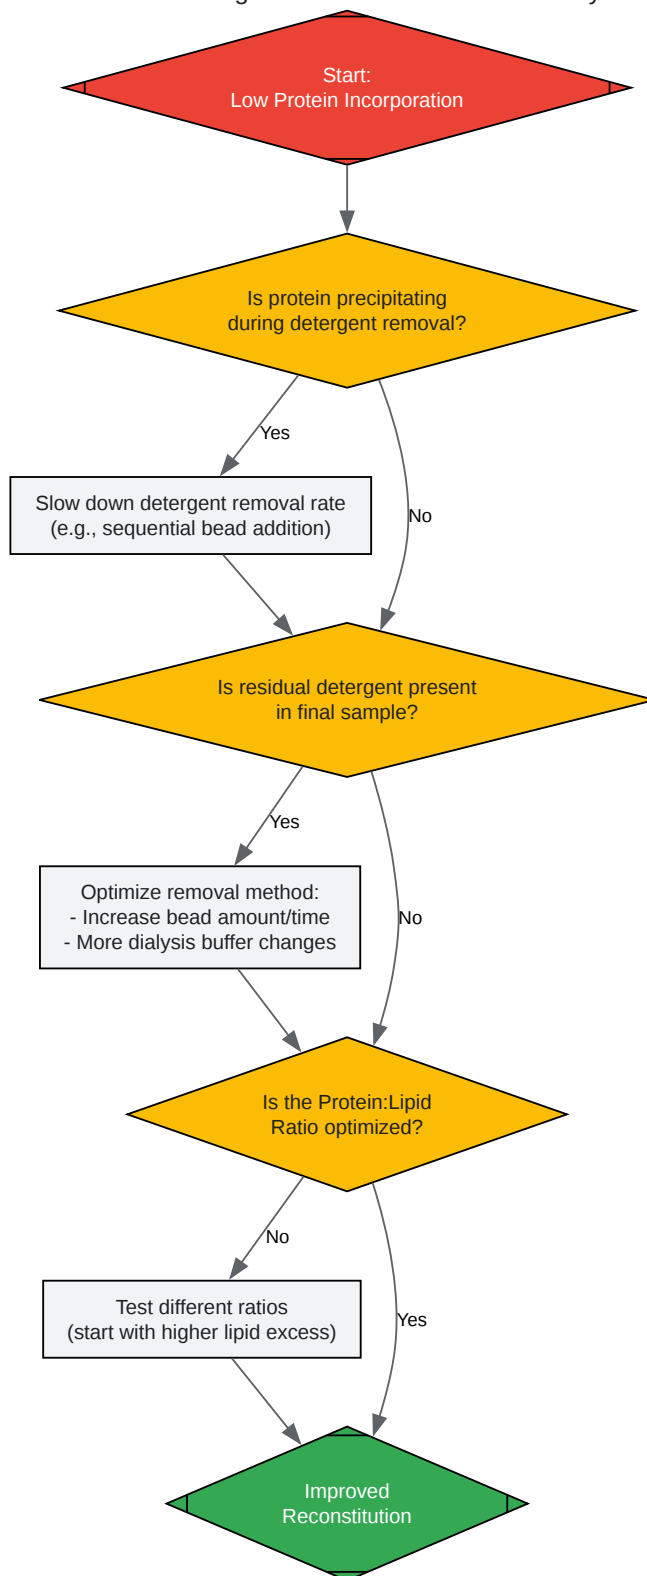 Start:
Low Protein Incorporation
Is protein precipitating
during detergent removal?
Yes
No
Slow down detergent removal rate
(e.g., sequential bead addition)
Is residual detergent present
in final sample?
Yes
No
Optimize removal method:
- Increase bead amount/time
- More dialysis buffer changes
Is the Protein:Lipid
Ratio optimized?
No
Yes
Test different ratios
(start with higher lipid excess)
Improved
Reconstitution